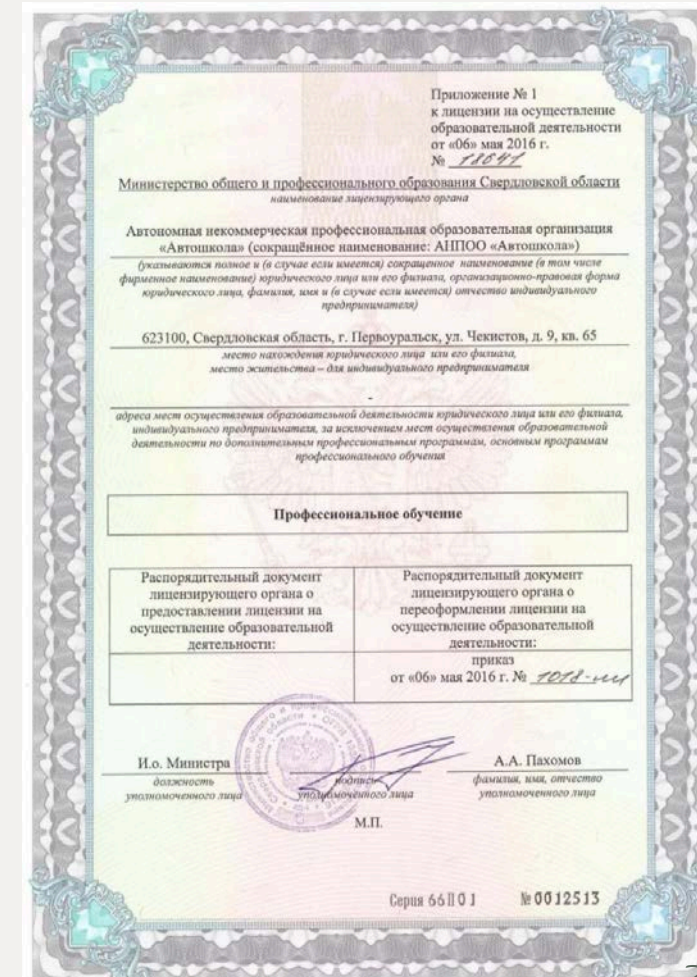 Приложение № 1
к лицензии на осуществление
образовательной деятельности
от «06» мая 2016 г.
№ 18641
Министерство общего и профессионального образования Свердловской области
наименование лицензирующего органа
Автономная некоммерческая профессиональная образовательная организация
«Автошкола» (сокращённое наименование: АНПОО «Автошкола»)
(указываются полное и (в случае если имеется) сокращенное наименование (в том числе
фирменное наименование) юридического лица или его филиала, организационно-правовая форма
юридического лица, фамилия, имя и (в случае если имеется) отчество индивидуального
предпринимателя)
623100, Свердловская область, г. Первоуральск, ул. Чекистов, д. 9, кв. 65
место нахождения юридического лица или его филиала,
место жительства – для индивидуального предпринимателя
-
адреса мест осуществления образовательной деятельности юридического лица или его филиала,
индивидуального предпринимателя, за исключением мест осуществления образовательной
деятельности по дополнительным профессиональным программам, основным программам
профессионального обучения
Профессиональное обучение
Распорядительный документ
лицензирующего органа о
предоставлении лицензии на
осуществление образовательной
деятельности:
Распорядительный документ
лицензирующего органа о
переоформлении лицензии на
осуществление образовательной
деятельности:
приказ
от «06» мая 2016 г. № 1018-ли
И.о. Министра
должность
уполномоченного лица
подпись
уполномоченного лица
А.А. Пахомов
фамилия, имя, отчество
уполномоченного лица
М.П.
Серия 66П01 № 0012513